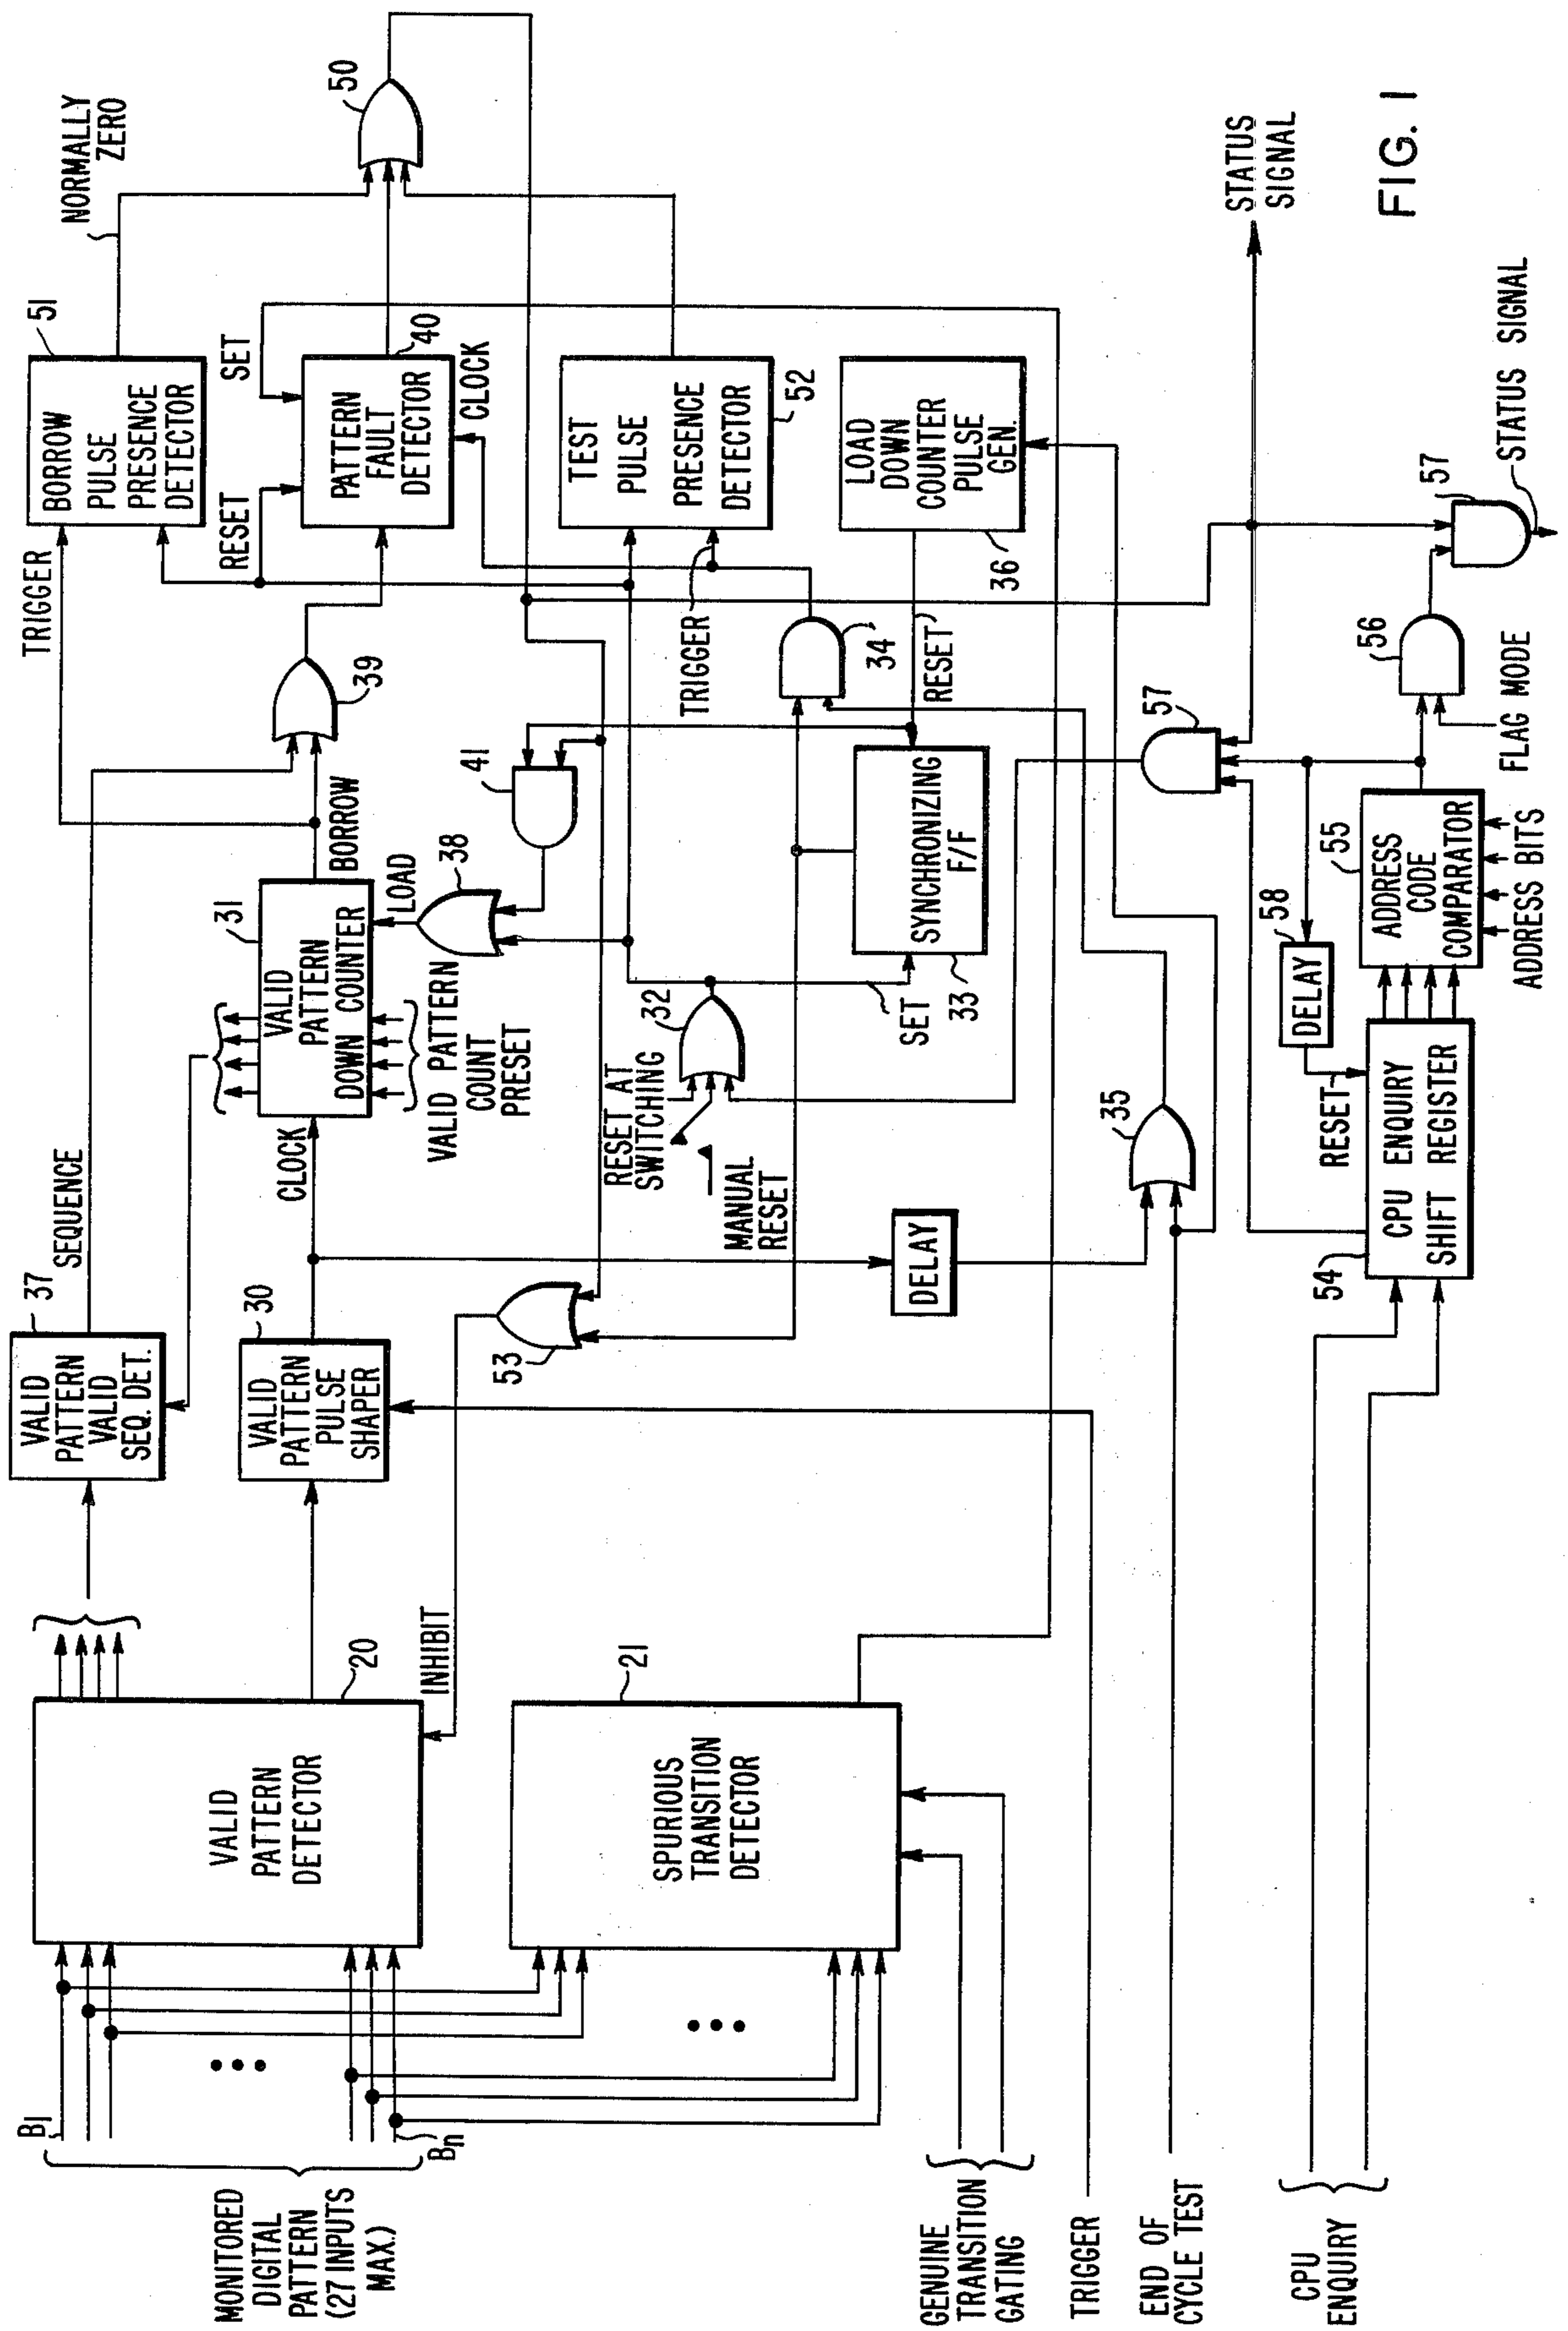 MONITORED
DIGITAL
PATTERN
(27 INPUTS
MAX.)
B1
Bn
VALID
PATTERN
DETECTOR
20
SPURIOUS
TRANSITION
DETECTOR
21
GENUINE
TRANSITION
GATING
TRIGGER
END OF
CYCLE TEST
CPU
ENQUIRY
INHIBIT
VALID
PATTERN
VALID
SEQ. DET.
37
SEQUENCE
VALID
PATTERN
PULSE
SHAPER
30
CLOCK
53
DELAY
35
VALID
PATTERN
DOWN COUNTER
31
VALID PATTERN
COUNT
PRESET
LOAD
38
BORROW
41
RESET AT
SWITCHING
MANUAL
RESET
32
SET
SYNCHRONIZING
F/F
33
39
TRIGGER
BORROW
PULSE
PRESENCE
DETECTOR
51
NORMALLY
ZERO
RESET
SET
PATTERN
FAULT
DETECTOR
40
CLOCK
TEST
PULSE
PRESENCE
DETECTOR
52
TRIGGER
34
RESET
LOAD
DOWN
COUNTER
PULSE
GEN.
36
50
CPU ENQUIRY
SHIFT REGISTER
54
RESET
DELAY
58
ADDRESS
CODE
COMPARATOR
55
ADDRESS BITS
57
FLAG MODE
56
57
STATUS SIGNAL
STATUS
SIGNAL
FIG. 1